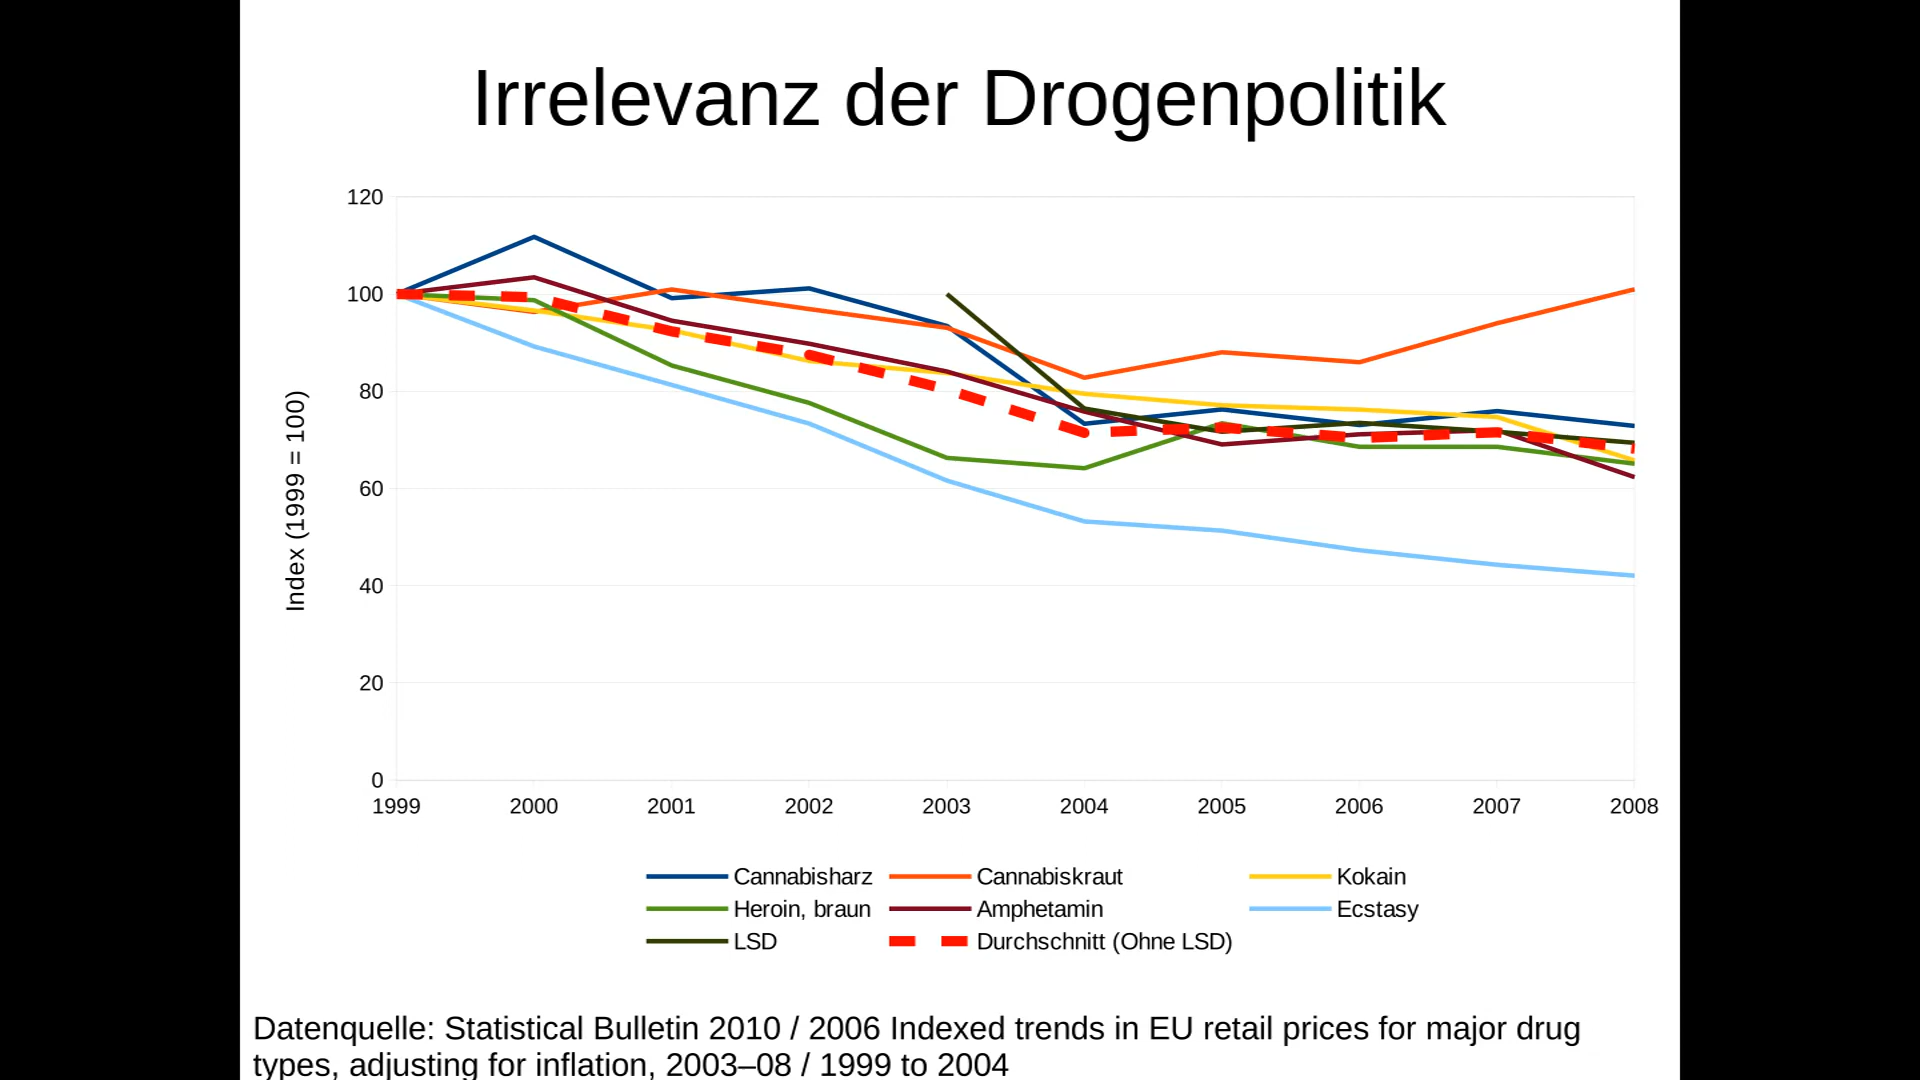 Irrelevanz der Drogenpolitik
120
100
80
60
40
20
0
Index (1999 = 100)
1999 2000 2001 2002 2003 2004 2005 2006 2007 2008
Cannabisharz Cannabiskraut Kokain
Heroin, braun Amphetamin Ecstasy
LSD Durchschnitt (Ohne LSD)
Datenquelle: Statistical Bulletin 2010 / 2006 Indexed trends in EU retail prices for major drug
types, adjusting for inflation, 2003–08 / 1999 to 2004